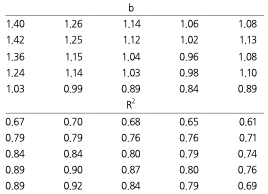 b
1.40 1.26 1.14 1.06 1.08
1.42 1.25 1.12 1.02 1.13
1.36 1.15 1.04 0.96 1.08
1.24 1.14 1.03 0.98 1.10
1.03 0.99 0.89 0.84 0.89
R²
0.67 0.70 0.68 0.65 0.61
0.79 0.79 0.76 0.76 0.71
0.84 0.84 0.80 0.79 0.74
0.89 0.90 0.87 0.80 0.76
0.89 0.92 0.84 0.79 0.69